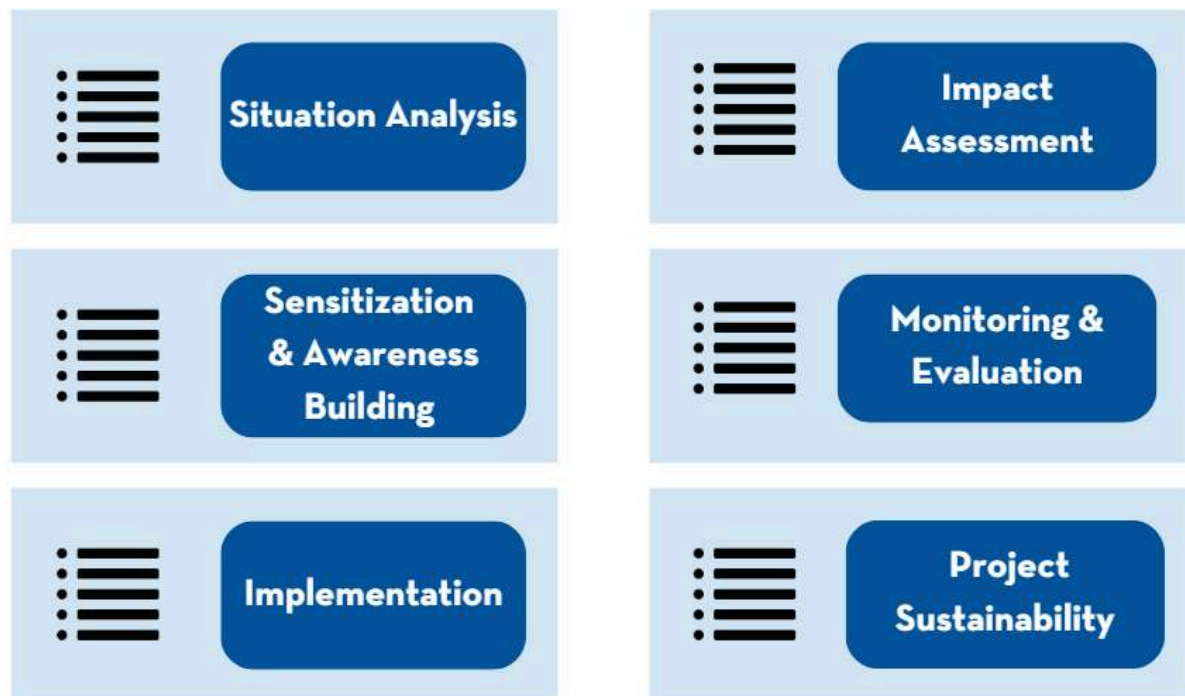 Situation Analysis
Impact
Assessment
Sensitization
& Awareness
Building
Monitoring &
Evaluation
Implementation
Project
Sustainability